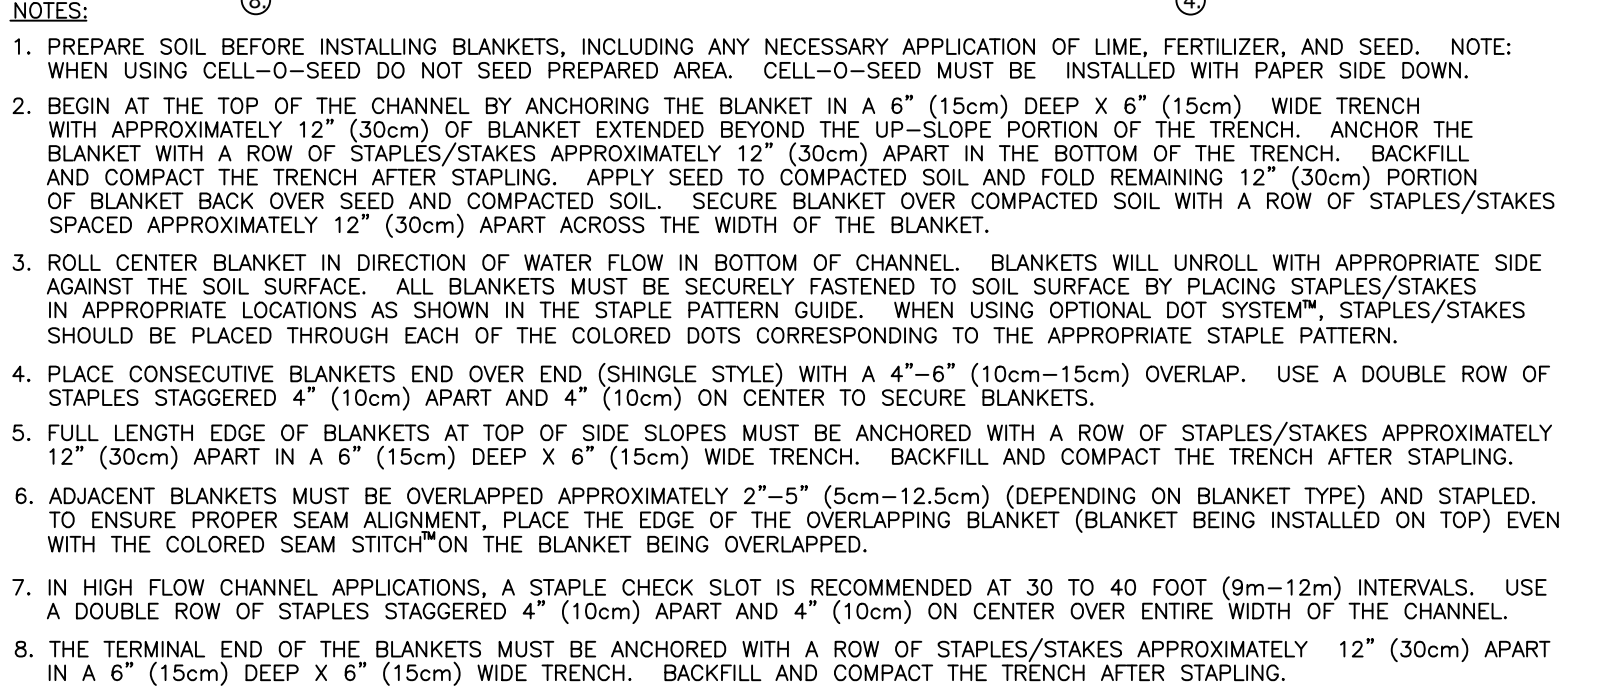 8.
4.
NOTES:
1. PREPARE SOIL BEFORE INSTALLING BLANKETS, INCLUDING ANY NECESSARY APPLICATION OF LIME, FERTILIZER, AND SEED. NOTE:
WHEN USING CELL-O-SEED DO NOT SEED PREPARED AREA. CELL-O-SEED MUST BE INSTALLED WITH PAPER SIDE DOWN.
2. BEGIN AT THE TOP OF THE CHANNEL BY ANCHORING THE BLANKET IN A 6" (15cm) DEEP X 6" (15cm) WIDE TRENCH
WITH APPROXIMATELY 12" (30cm) OF BLANKET EXTENDED BEYOND THE UP-SLOPE PORTION OF THE TRENCH. ANCHOR THE
BLANKET WITH A ROW OF STAPLES/STAKES APPROXIMATELY 12" (30cm) APART IN THE BOTTOM OF THE TRENCH. BACKFILL
AND COMPACT THE TRENCH AFTER STAPLING. APPLY SEED TO COMPACTED SOIL AND FOLD REMAINING 12" (30cm) PORTION
OF BLANKET BACK OVER SEED AND COMPACTED SOIL. SECURE BLANKET OVER COMPACTED SOIL WITH A ROW OF STAPLES/STAKES
SPACED APPROXIMATELY 12" (30cm) APART ACROSS THE WIDTH OF THE BLANKET.
3. ROLL CENTER BLANKET IN DIRECTION OF WATER FLOW IN BOTTOM OF CHANNEL. BLANKETS WILL UNROLL WITH APPROPRIATE SIDE
AGAINST THE SOIL SURFACE. ALL BLANKETS MUST BE SECURELY FASTENED TO SOIL SURFACE BY PLACING STAPLES/STAKES
IN APPROPRIATE LOCATIONS AS SHOWN IN THE STAPLE PATTERN GUIDE. WHEN USING OPTIONAL DOT SYSTEM™, STAPLES/STAKES
SHOULD BE PLACED THROUGH EACH OF THE COLORED DOTS CORRESPONDING TO THE APPROPRIATE STAPLE PATTERN.
4. PLACE CONSECUTIVE BLANKETS END OVER END (SHINGLE STYLE) WITH A 4"-6" (10cm-15cm) OVERLAP. USE A DOUBLE ROW OF
STAPLES STAGGERED 4" (10cm) APART AND 4" (10cm) ON CENTER TO SECURE BLANKETS.
5. FULL LENGTH EDGE OF BLANKETS AT TOP OF SIDE SLOPES MUST BE ANCHORED WITH A ROW OF STAPLES/STAKES APPROXIMATELY
12" (30cm) APART IN A 6" (15cm) DEEP X 6" (15cm) WIDE TRENCH. BACKFILL AND COMPACT THE TRENCH AFTER STAPLING.
6. ADJACENT BLANKETS MUST BE OVERLAPPED APPROXIMATELY 2"-5" (5cm-12.5cm) (DEPENDING ON BLANKET TYPE) AND STAPLED.
TO ENSURE PROPER SEAM ALIGNMENT, PLACE THE EDGE OF THE OVERLAPPING BLANKET (BLANKET BEING INSTALLED ON TOP) EVEN
WITH THE COLORED SEAM STITCH™ ON THE BLANKET BEING OVERLAPPED.
7. IN HIGH FLOW CHANNEL APPLICATIONS, A STAPLE CHECK SLOT IS RECOMMENDED AT 30 TO 40 FOOT (9m-12m) INTERVALS. USE
A DOUBLE ROW OF STAPLES STAGGERED 4" (10cm) APART AND 4" (10cm) ON CENTER OVER ENTIRE WIDTH OF THE CHANNEL.
8. THE TERMINAL END OF THE BLANKETS MUST BE ANCHORED WITH A ROW OF STAPLES/STAKES APPROXIMATELY 12" (30cm) APART
IN A 6" (15cm) DEEP X 6" (15cm) WIDE TRENCH. BACKFILL AND COMPACT THE TRENCH AFTER STAPLING.